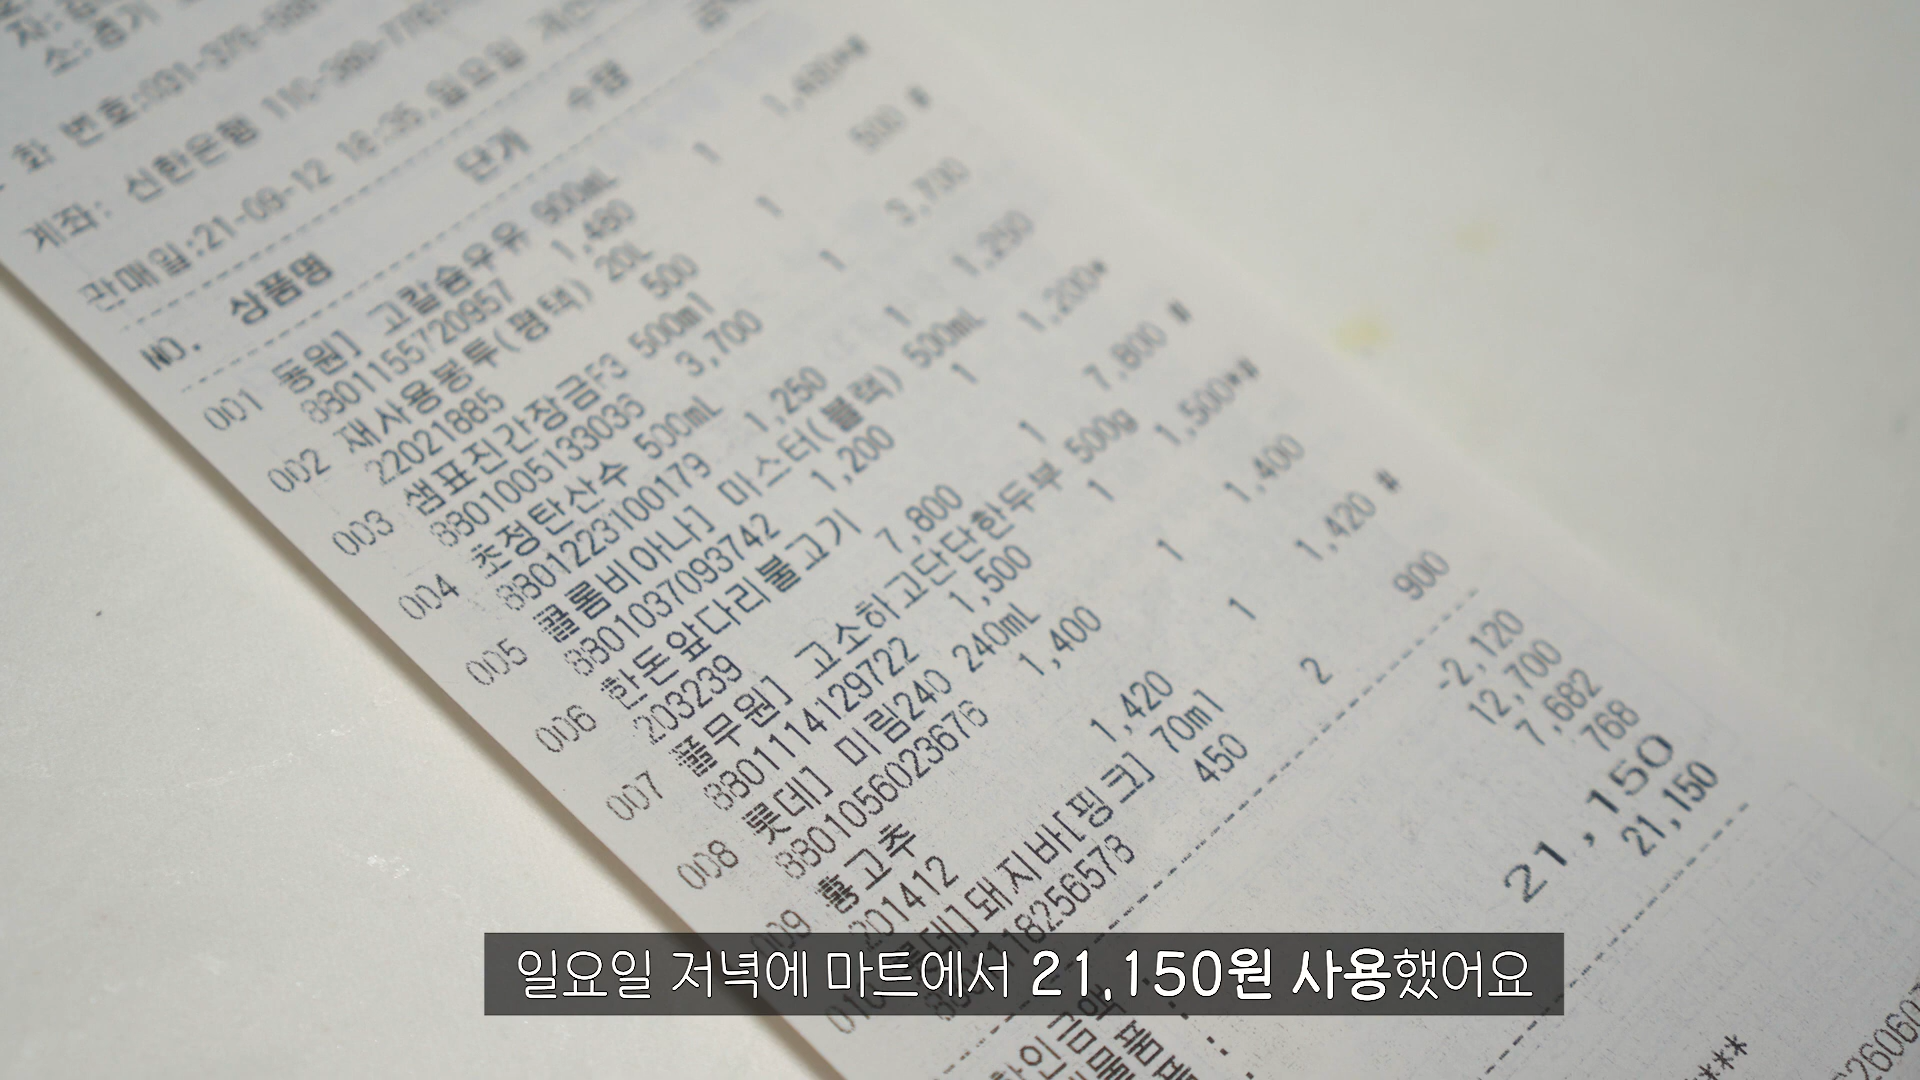 계좌: 신한은행
판매일:21-09-12 16:35,일요일
NO. 상품명 단가 수량
001 동원] 고칼슘우유 900mL
8801155720957 1,480 1 1,480*#
002 재사용봉투(평택) 20L
22021885 500 1 500 #
003 샘표진간장금F3 500ml
8801005133036 3,700 1 3,700
004 초정탄산수 500mL
8801223100179 1,250 1 1,250
005 콜롬비아나] 마스터(블랙) 500mL
8801037093742 1,200 1 1,200*
006 한돈앞다리불고기
203239 7,800 1 7,800 #
007 풀무원] 고소하고단단한두부 500g
8801114129722 1,500 1 1,500*#
008 롯데] 미림240 240mL
8801056023676 1,400 1 1,400
009 홍고추
201412 1,420 1 1,420 #
롯데]돼지바[핑크] 70ml
450 2 900
-2,120
12,700
7,682
768
21,150
21,150
일요일 저녁에 마트에서 21,150원 사용했어요